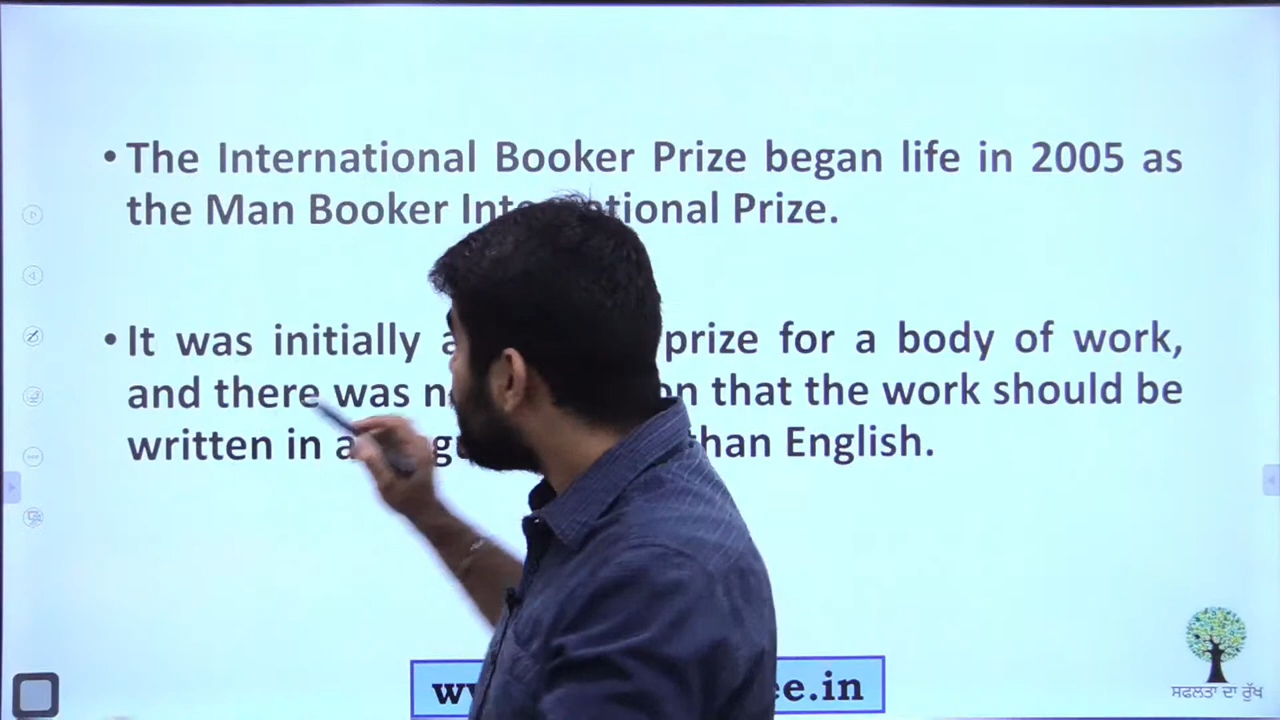 • The International Booker Prize began life in 2005 as
the Man Booker International Prize.
• It was initially prize for a body of work,
and there was that the work should be
written in than English.
ਸਫਲਤਾ ਦਾ ਰੁੱਖ